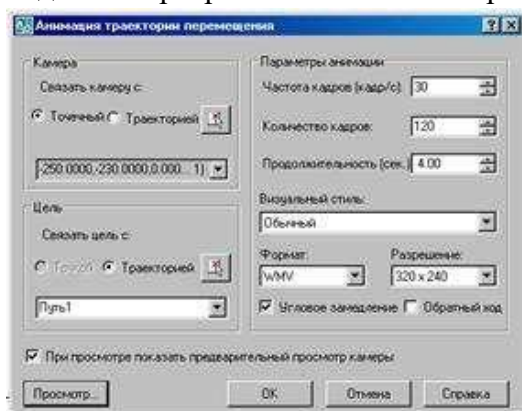 Анимация траектории перемещения
Камера
Связать камеру с:
Точечный Траекторией
-250.0000,-230.0000,0.000... 1)
Цель
Связать цель с:
Траекторией
Путь1
Параметры анимации
Частота кадров (кадр/с): 30
Количество кадров: 120
Продолжительность (сек.) 4.00
Визуальный стиль:
Обычный
Формат: Разрешение:
WMV 320 x 240
Угловое замедление Обратный ход
При просмотре показать предварительный просмотр камеры
Просмотр... OK Отмена Справка